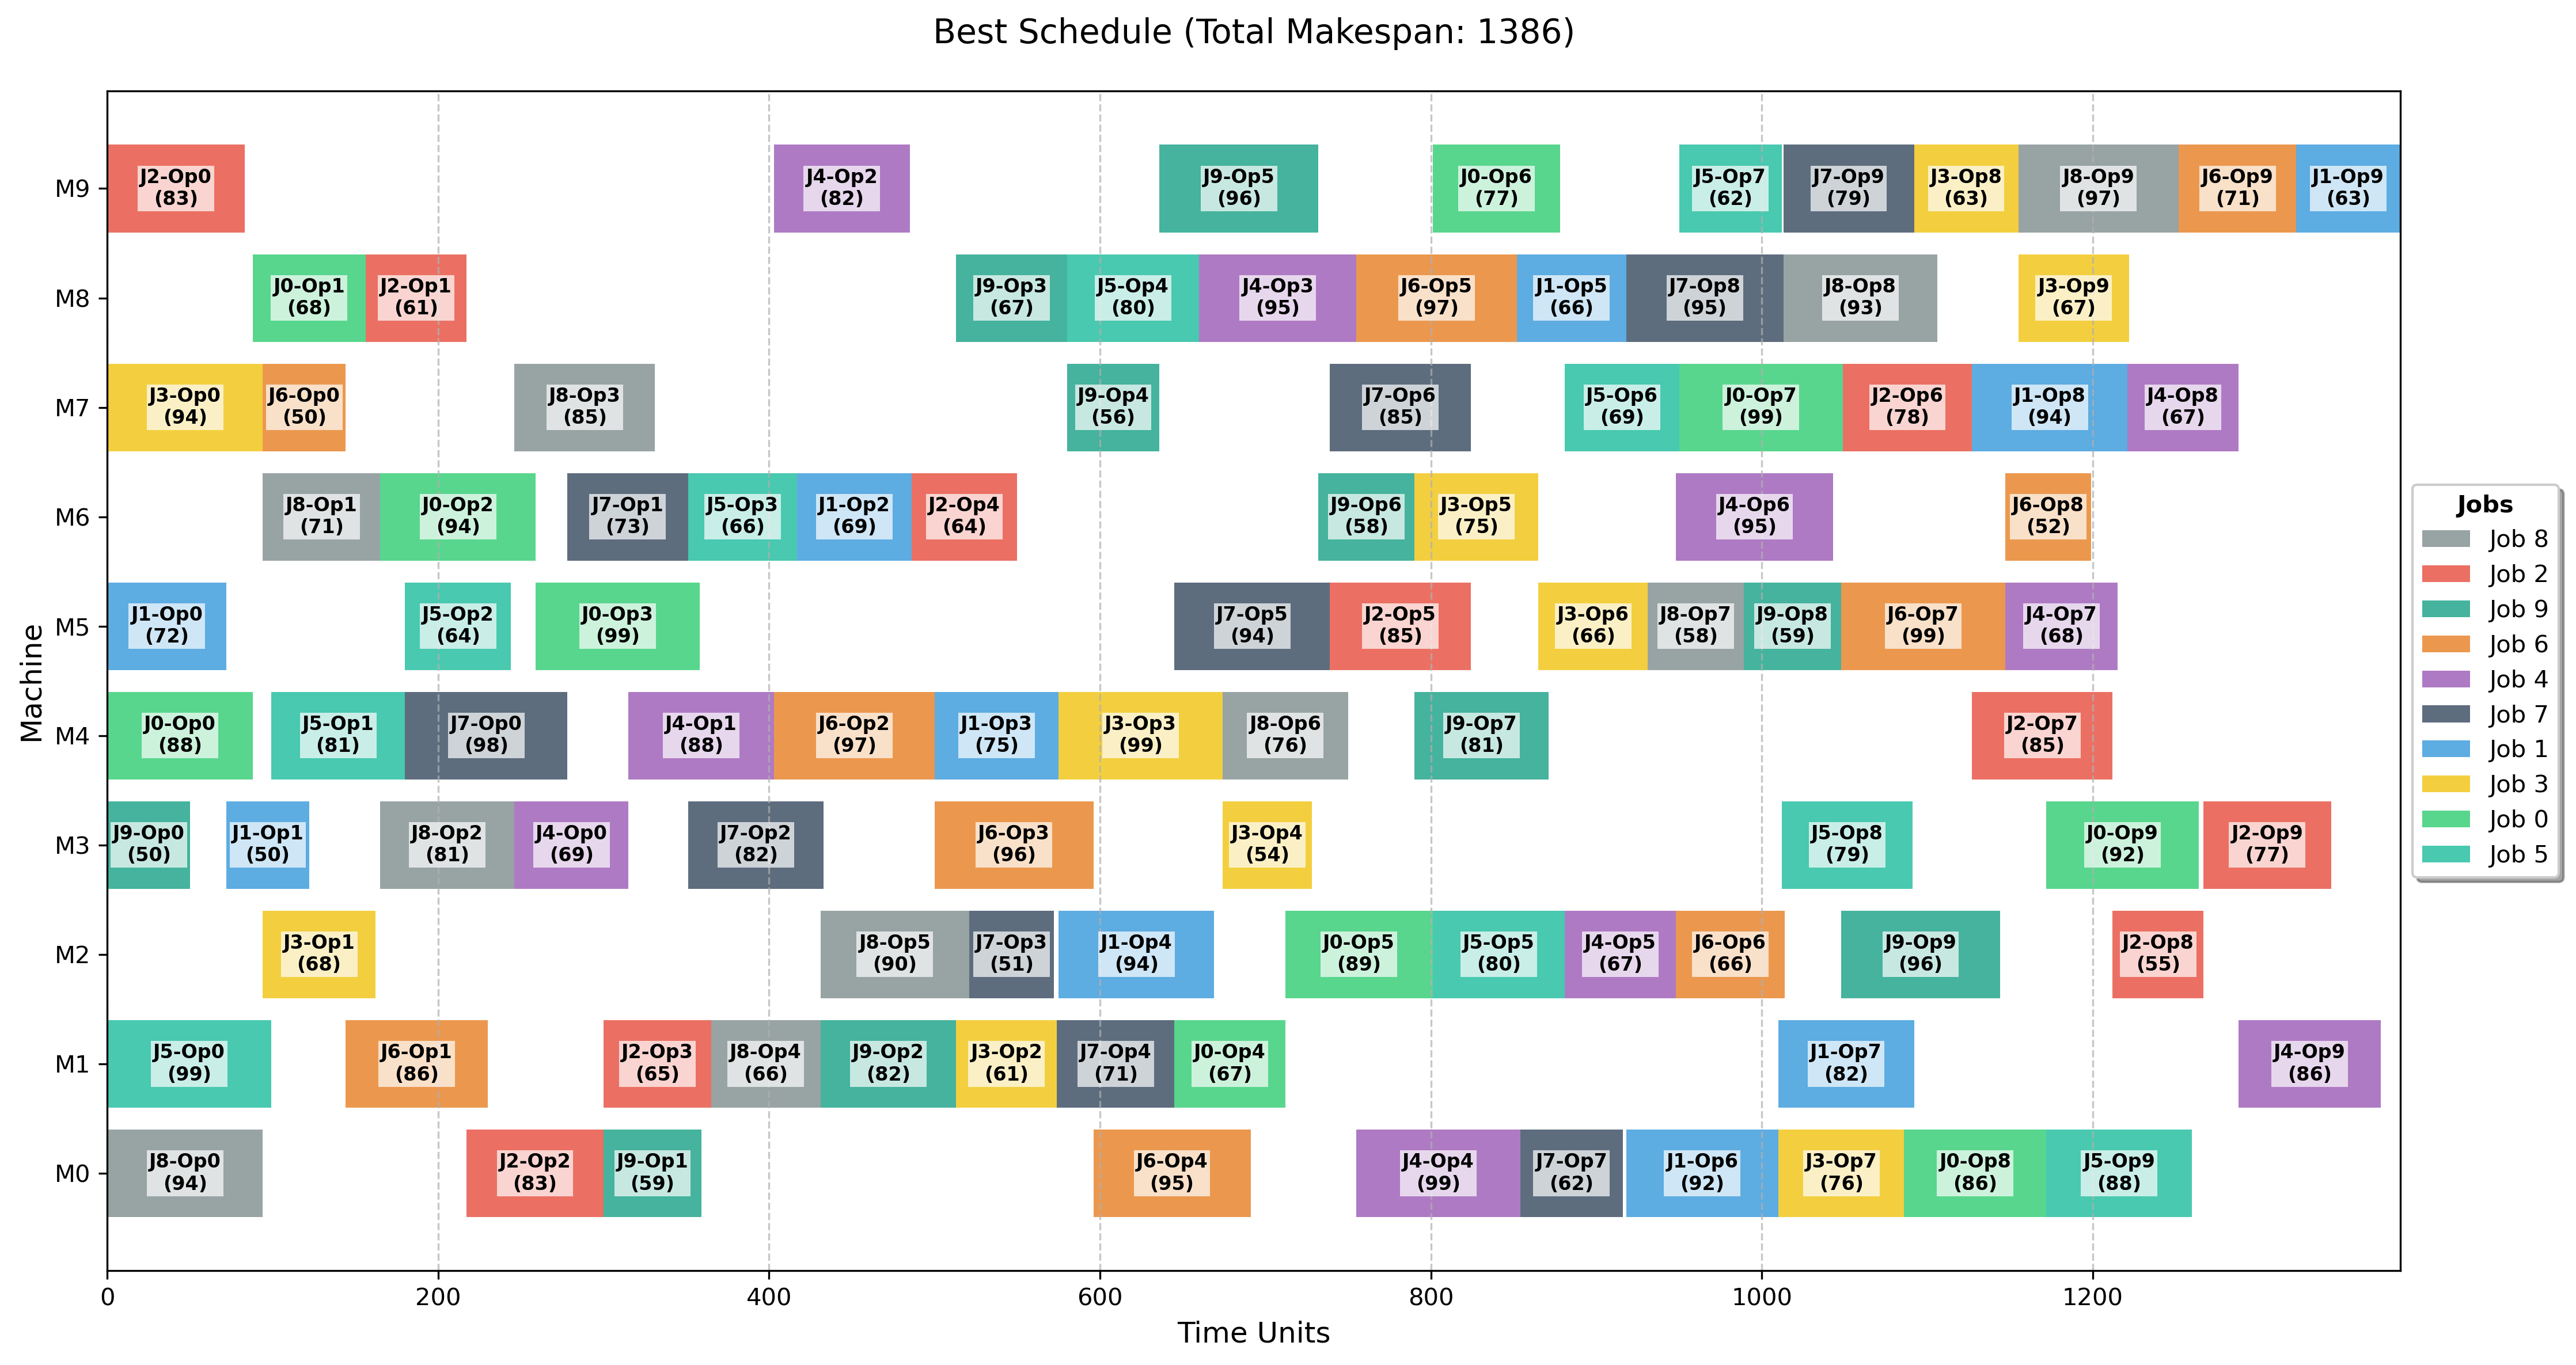 Best Schedule (Total Makespan: 1386)
M9
J2-Op0
(83)
J4-Op2
(82)
J9-Op5
(96)
J0-Op6
(77)
J5-Op7
(62)
J7-Op9
(79)
J3-Op8
(63)
J8-Op9
(97)
J6-Op9
(71)
J1-Op9
(63)
M8
J0-Op1
(68)
J2-Op1
(61)
J9-Op3
(67)
J5-Op4
(80)
J4-Op3
(95)
J6-Op5
(97)
J1-Op5
(66)
J7-Op8
(95)
J8-Op8
(93)
J3-Op9
(67)
M7
J3-Op0
(94)
J6-Op0
(50)
J8-Op3
(85)
J9-Op4
(56)
J7-Op6
(85)
J5-Op6
(69)
J0-Op7
(99)
J2-Op6
(78)
J1-Op8
(94)
J4-Op8
(67)
M6
J8-Op1
(71)
J0-Op2
(94)
J7-Op1
(73)
J5-Op3
(66)
J1-Op2
(69)
J2-Op4
(64)
J9-Op6
(58)
J3-Op5
(75)
J4-Op6
(95)
J6-Op8
(52)
M5
J1-Op0
(72)
J5-Op2
(64)
J0-Op3
(99)
J7-Op5
(94)
J2-Op5
(85)
J3-Op6
(66)
J8-Op7
(58)
J9-Op8
(59)
J6-Op7
(99)
J4-Op7
(68)
M4
J0-Op0
(88)
J5-Op1
(81)
J7-Op0
(98)
J4-Op1
(88)
J6-Op2
(97)
J1-Op3
(75)
J3-Op3
(99)
J8-Op6
(76)
J9-Op7
(81)
J2-Op7
(85)
M3
J9-Op0
(50)
J1-Op1
(50)
J8-Op2
(81)
J4-Op0
(69)
J7-Op2
(82)
J6-Op3
(96)
J3-Op4
(54)
J5-Op8
(79)
J0-Op9
(92)
J2-Op9
(77)
M2
J3-Op1
(68)
J8-Op5
(90)
J7-Op3
(51)
J1-Op4
(94)
J0-Op5
(89)
J5-Op5
(80)
J4-Op5
(67)
J6-Op6
(66)
J9-Op9
(96)
J2-Op8
(55)
M1
J5-Op0
(99)
J6-Op1
(86)
J2-Op3
(65)
J8-Op4
(66)
J9-Op2
(82)
J3-Op2
(61)
J7-Op4
(71)
J0-Op4
(67)
J1-Op7
(82)
J4-Op9
(86)
M0
J8-Op0
(94)
J2-Op2
(83)
J9-Op1
(59)
J6-Op4
(95)
J4-Op4
(99)
J7-Op7
(62)
J1-Op6
(92)
J3-Op7
(76)
J0-Op8
(86)
J5-Op9
(88)
Machine
0
200
400
600
800
1000
1200
Time Units
Jobs
Job 8
Job 2
Job 9
Job 6
Job 4
Job 7
Job 1
Job 3
Job 0
Job 5